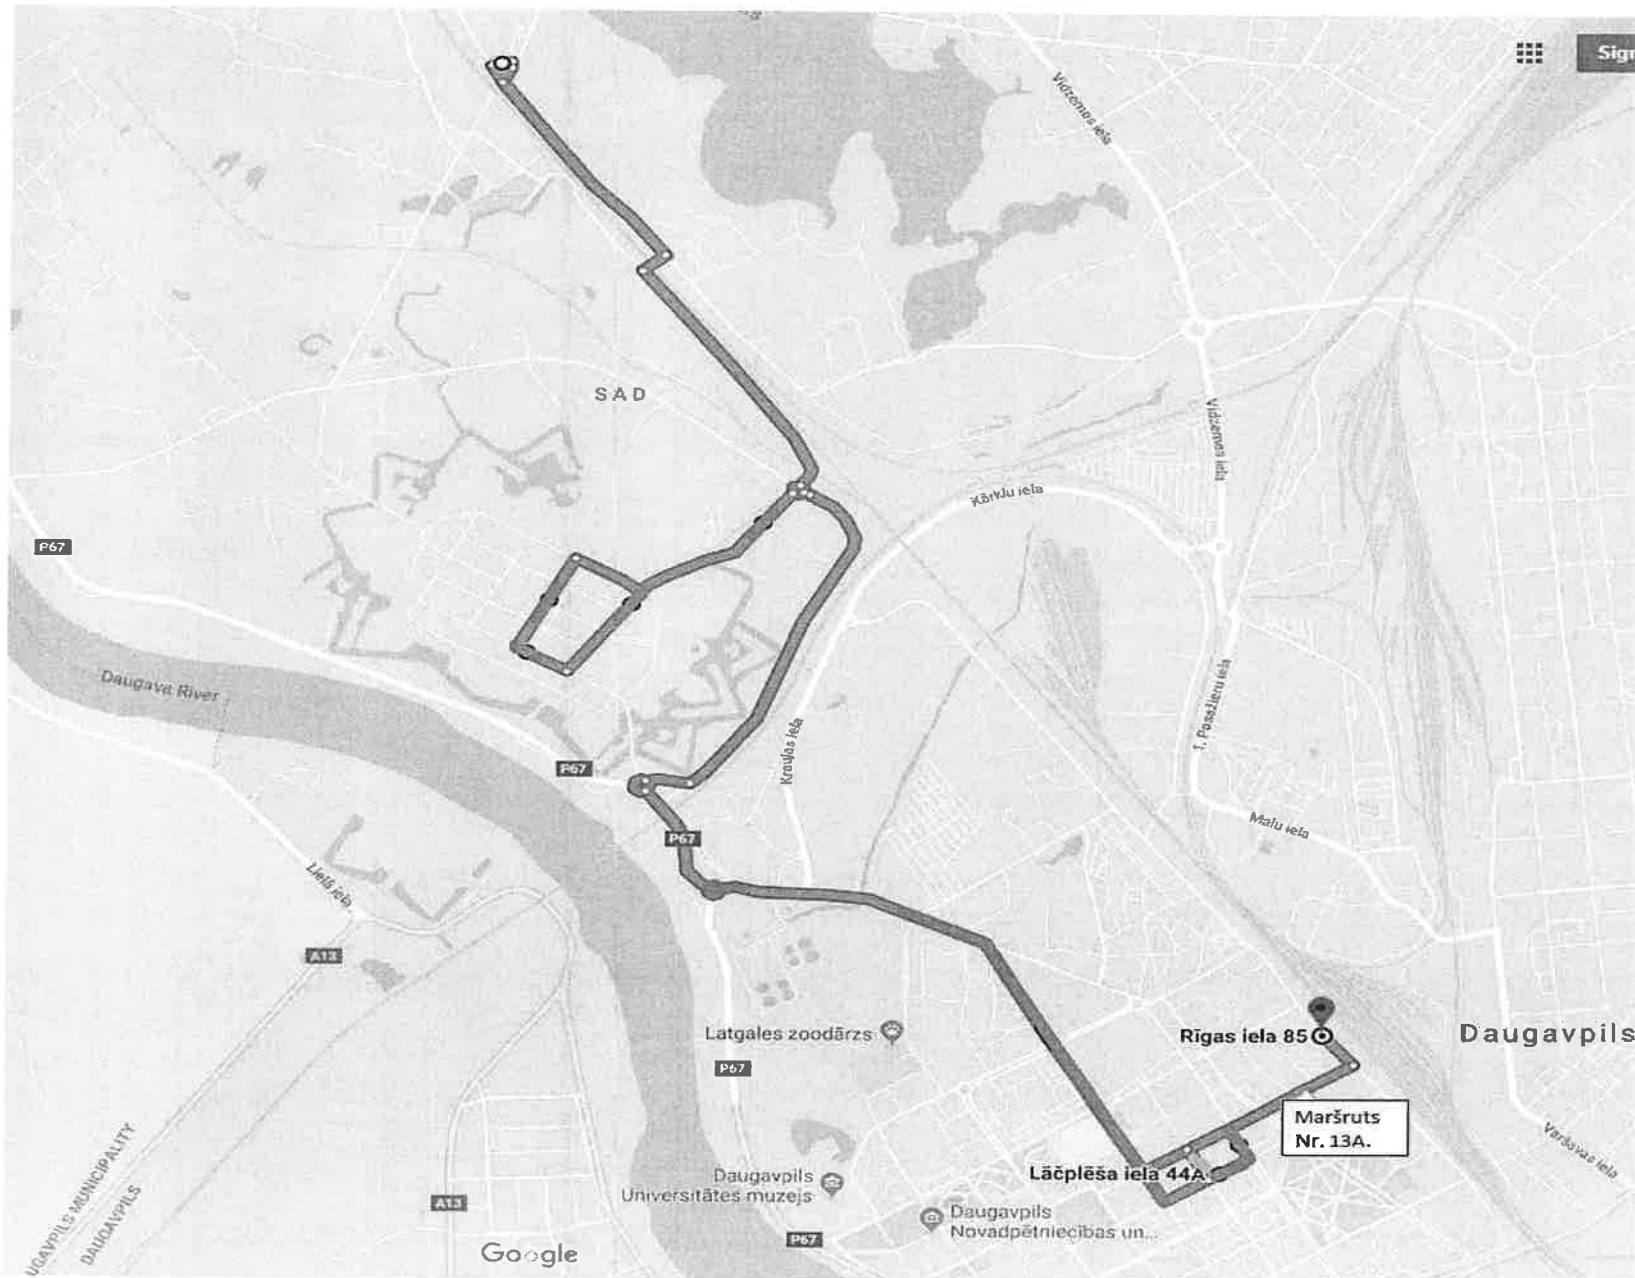 Sign
Vidzemes iela
SAD
Vidzemes iela
Kārklu iela
P67
Daugava River
1. Pasažieru iela
Kraujas iela
P67
P67
Malu iela
Lielā iela
A13
Latgales zoodārzs
Rīgas iela 85
Daugavpils
P67
Maršruts
Nr. 13A.
Varšavas iela
UGAVPILS MUNICIPALITY
DAUGAVPILS
Daugavpils
Universitātes muzejs
Lāčplēša iela 44A
A13
Daugavpils
Novadpētniecības un...
P67
Google